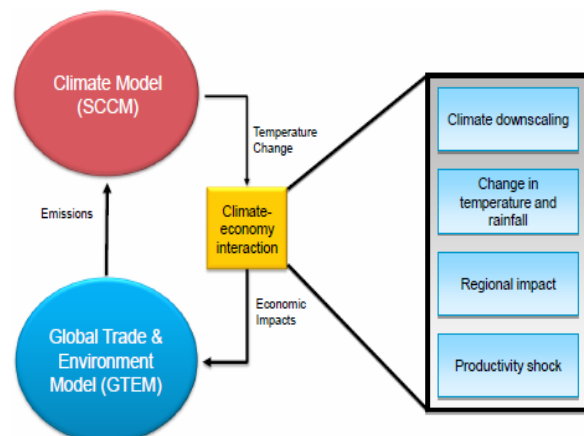 Climate Model
(SCCM)
Temperature
Change
Emissions
Climate-
economy
interaction
Economic
Impacts
Global Trade &
Environment
Model (GTEM)
Climate downscaling
Change in
temperature and
rainfall
Regional impact
Productivity shock